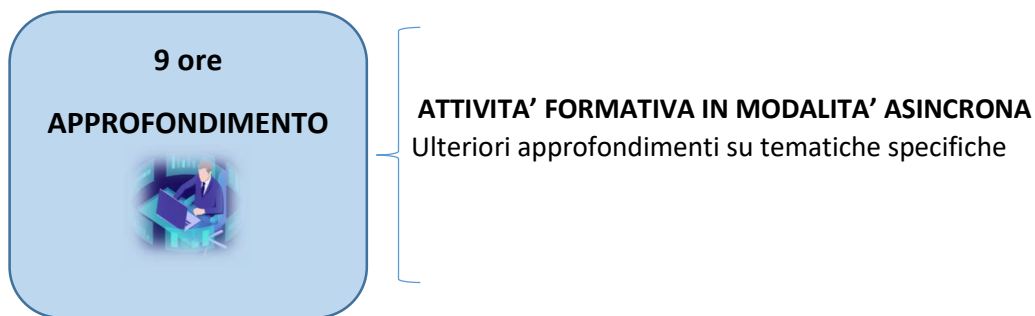 9 ore
APPROFONDIMENTO
ATTIVITA’ FORMATIVA IN MODALITA’ ASINCRONA
Ulteriori approfondimenti su tematiche specifiche